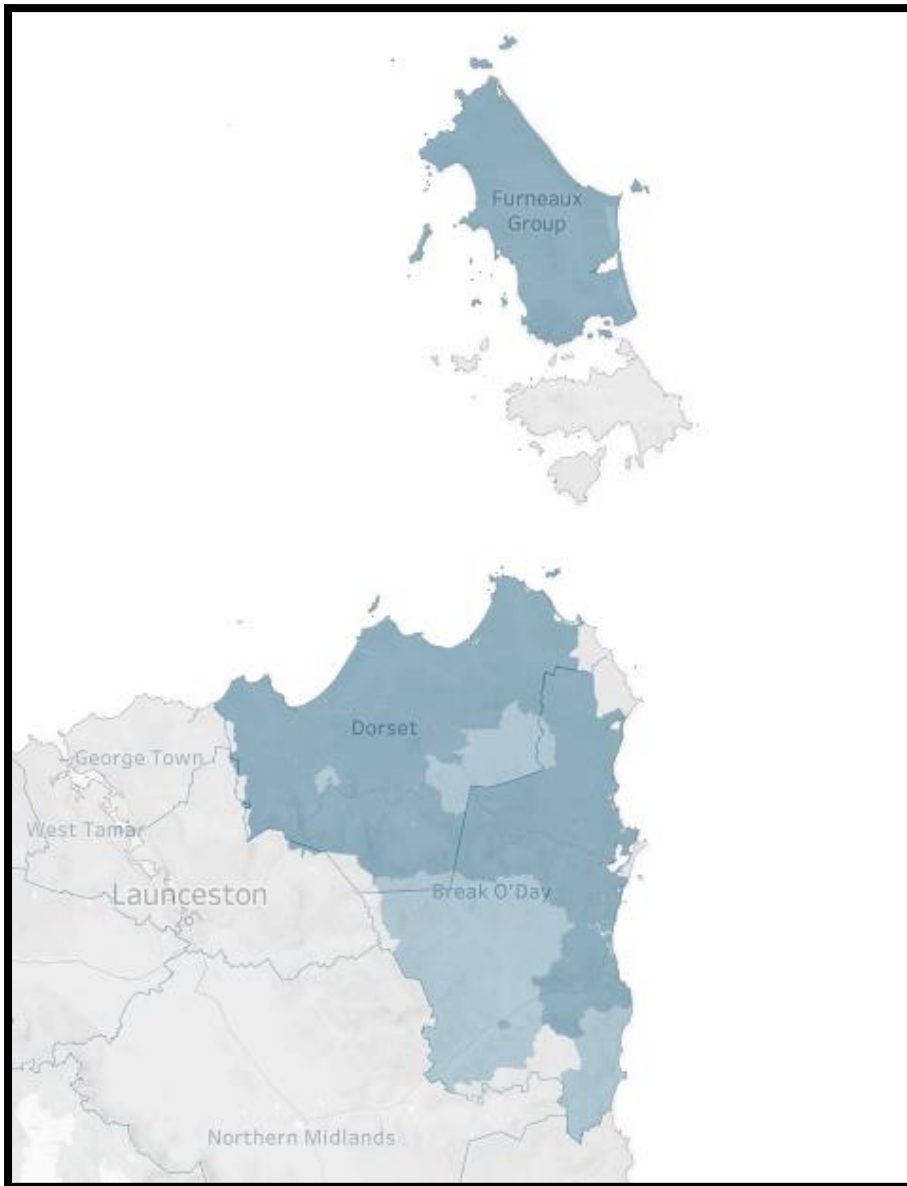 Furneaux
Group
Dorset
George Town
West Tamar
Launceston
Break O'Day
Northern Midlands